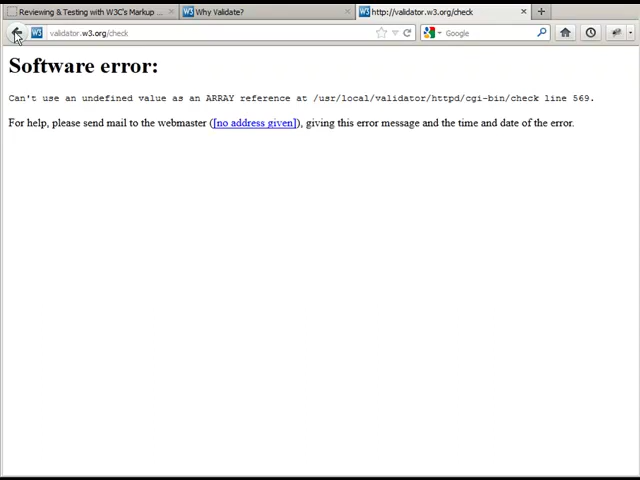 Reviewing & Testing with W3C's Markup ...
W3 Why Validate?
W3 http://validator.w3.org/check
W3 validator.w3.org/check
Google
Software error:
Can't use an undefined value as an ARRAY reference at /usr/local/validator/httpd/cgi-bin/check line 569.
For help, please send mail to the webmaster ([no address given]), giving this error message and the time and date of the error.